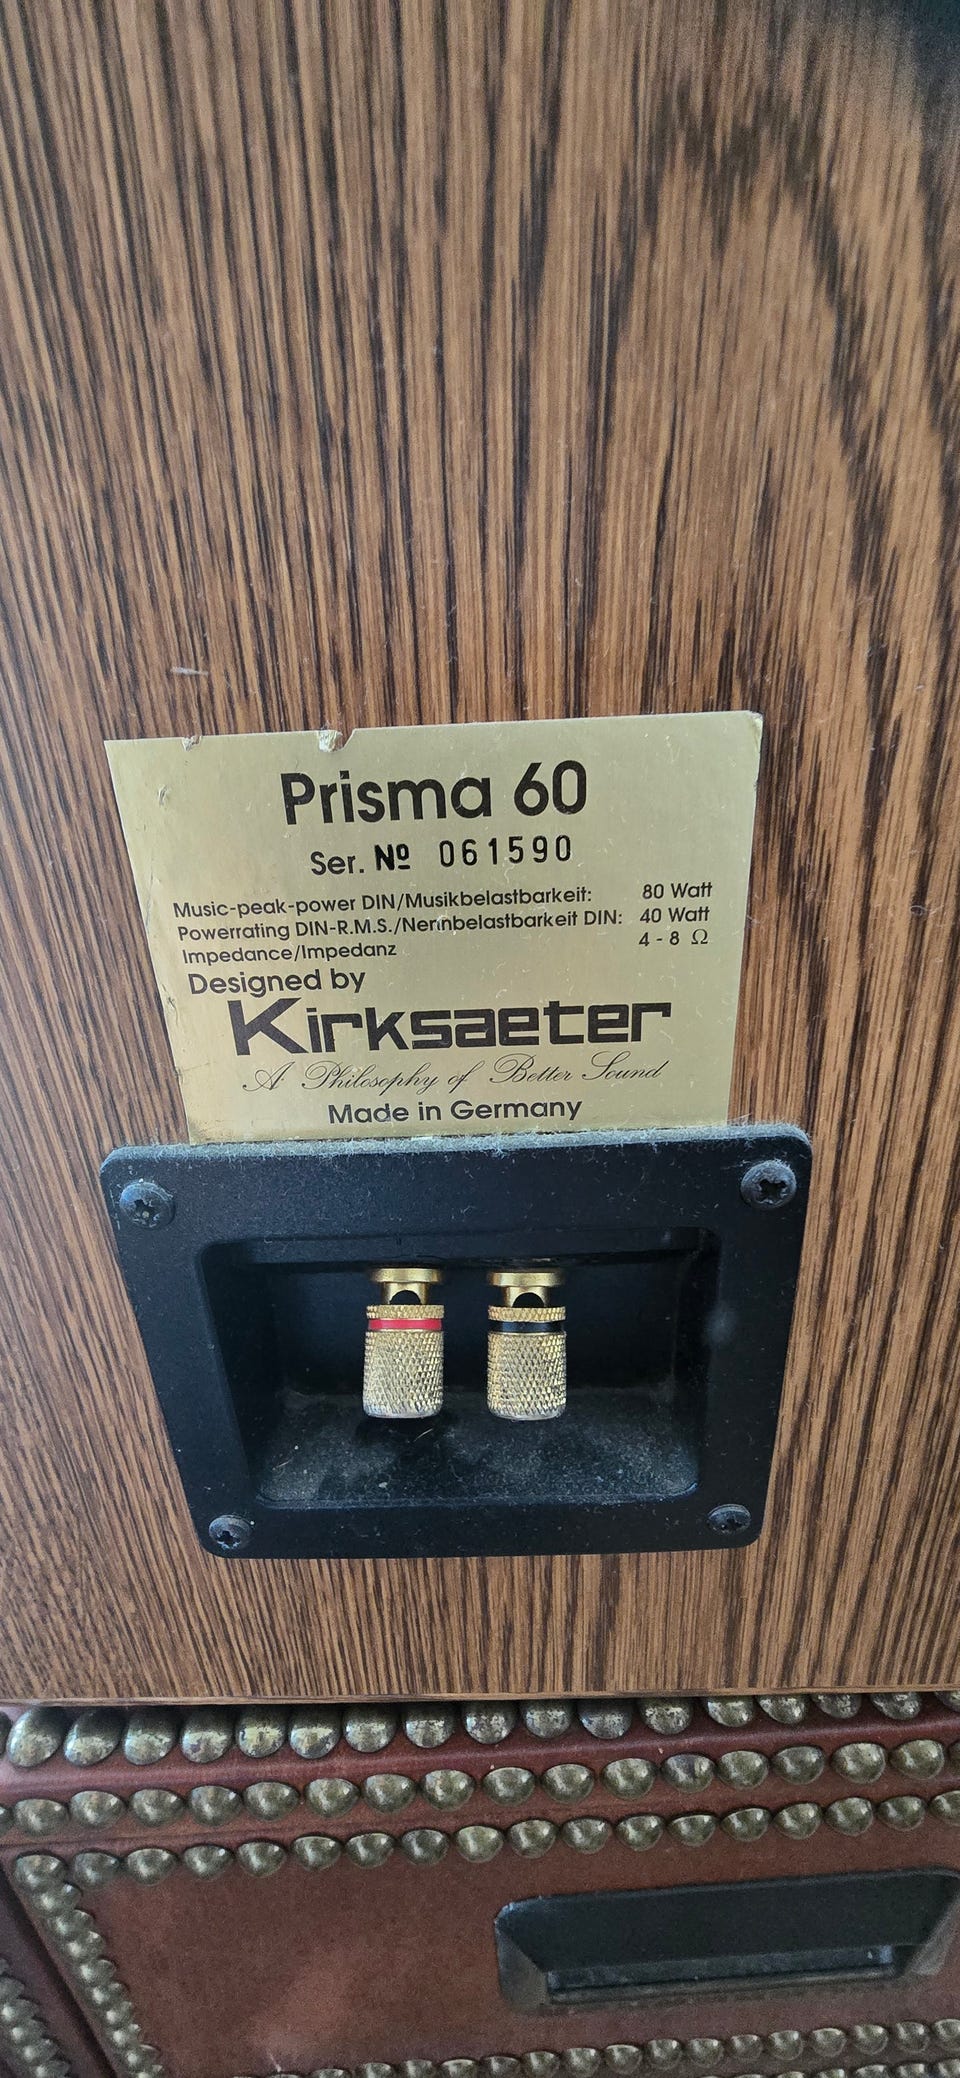 Prisma 60
Ser. Nº 061590
Music-peak-power DIN/Musikbelastbarkeit: 80 Watt
Powerrating DIN-R.M.S./Nennbelastbarkeit DIN: 40 Watt
Impedance/Impedanz 4 - 8 Ω
Designed by
Kirksaeter
A Philosophy of Better Sound
Made in Germany